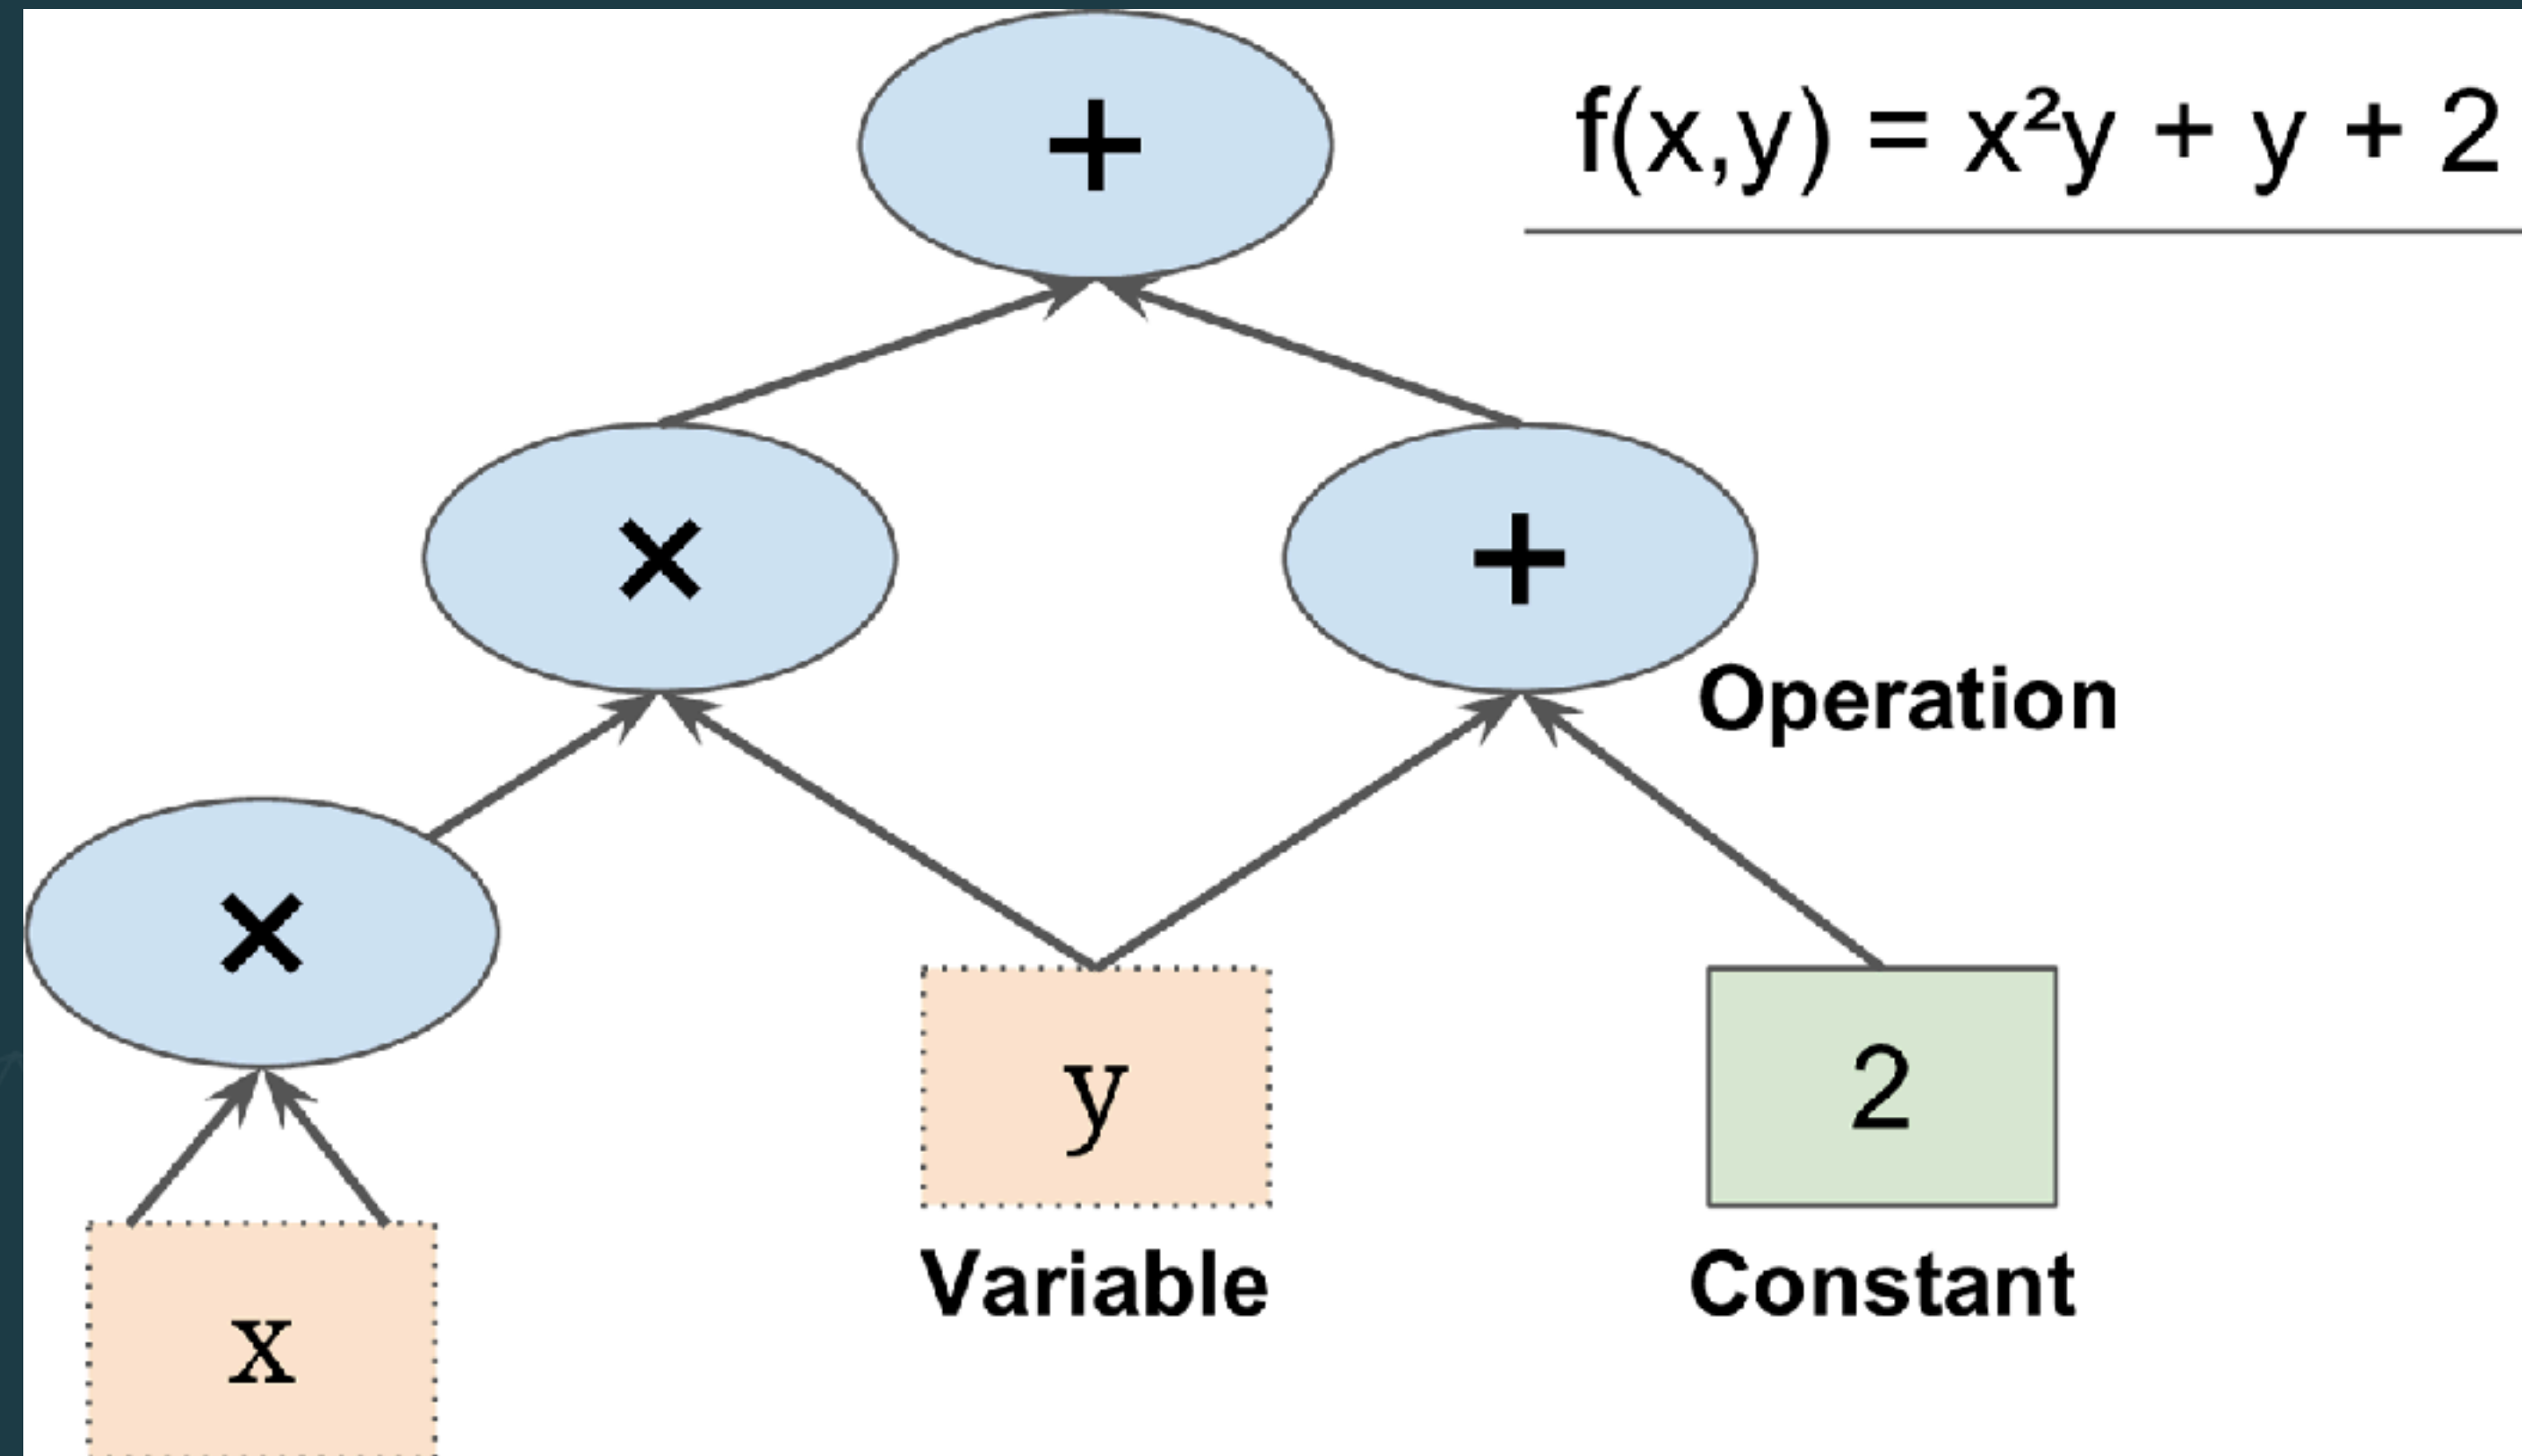 +
f(x,y) = x²y + y + 2
×
+
Operation
×
y
2
Variable
Constant
x